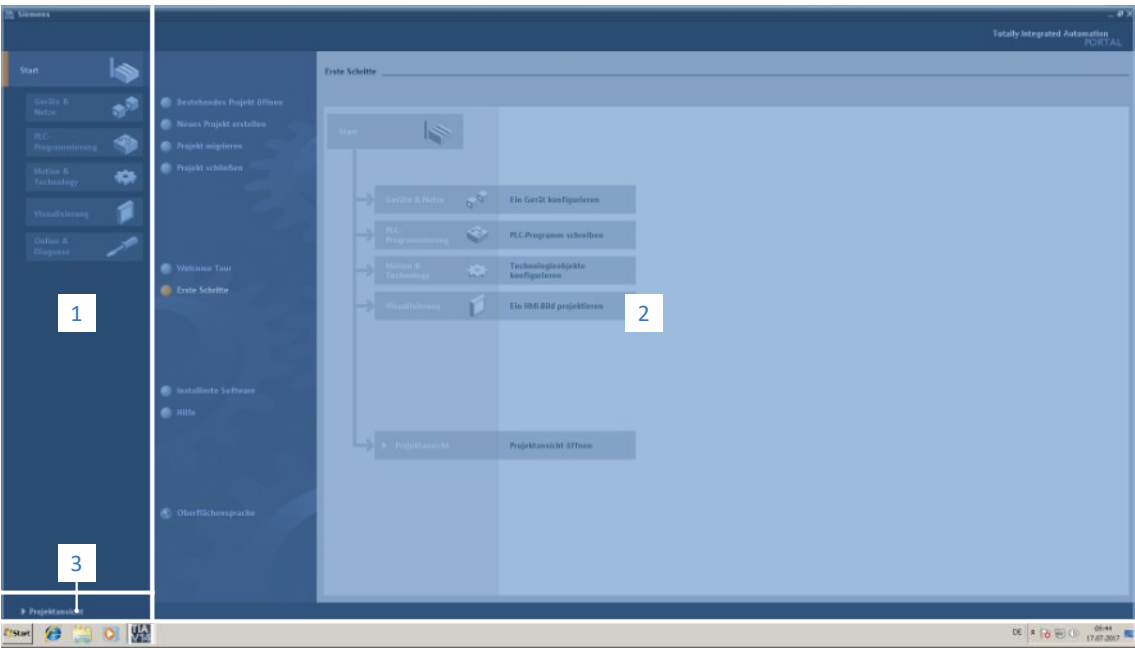 Siemens
Totally Integrated Automation
PORTAL
Start
Geräte &
Netze
PLC-
Programmierung
Motion &
Technology
Visualisierung
Online &
Diagnose
1
3
Projektansicht
Bestehendes Projekt öffnen
Neues Projekt erstellen
Projekt migrieren
Projekt schließen
Welcome Tour
Erste Schritte
Installierte Software
Hilfe
Oberflächensprache
Erste Schritte
Start
Geräte & Netze Ein Gerät konfigurieren
PLC-
Programmierung PLC-Programm schreiben
Motion & Technologieobjekte
Technology konfigurieren
Visualisierung Ein HMI-Bild projektieren
2
Projektansicht Projektansicht öffnen
Start
TIA
V14
DE
09:44
17.07.2017